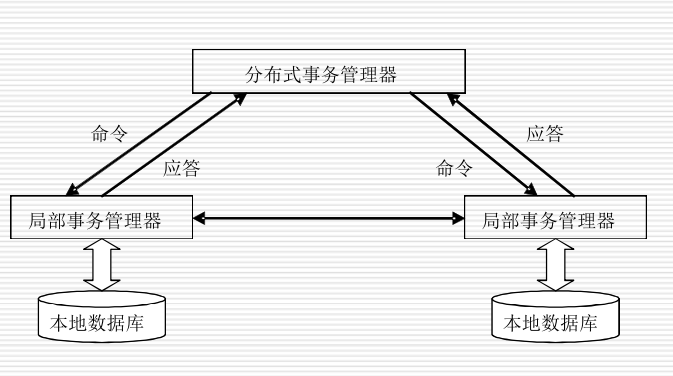 分布式事务管理器
命令
应答
应答
命令
局部事务管理器
局部事务管理器
本地数据库
本地数据库